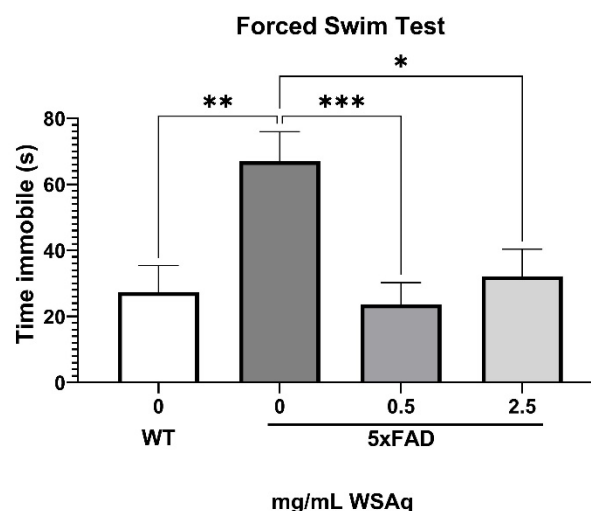 Forced Swim Test
*
** ***
Time immobile (s)
80
60
40
20
0
0 0 0.5 2.5
WT 5xFAD
mg/mL WSAq